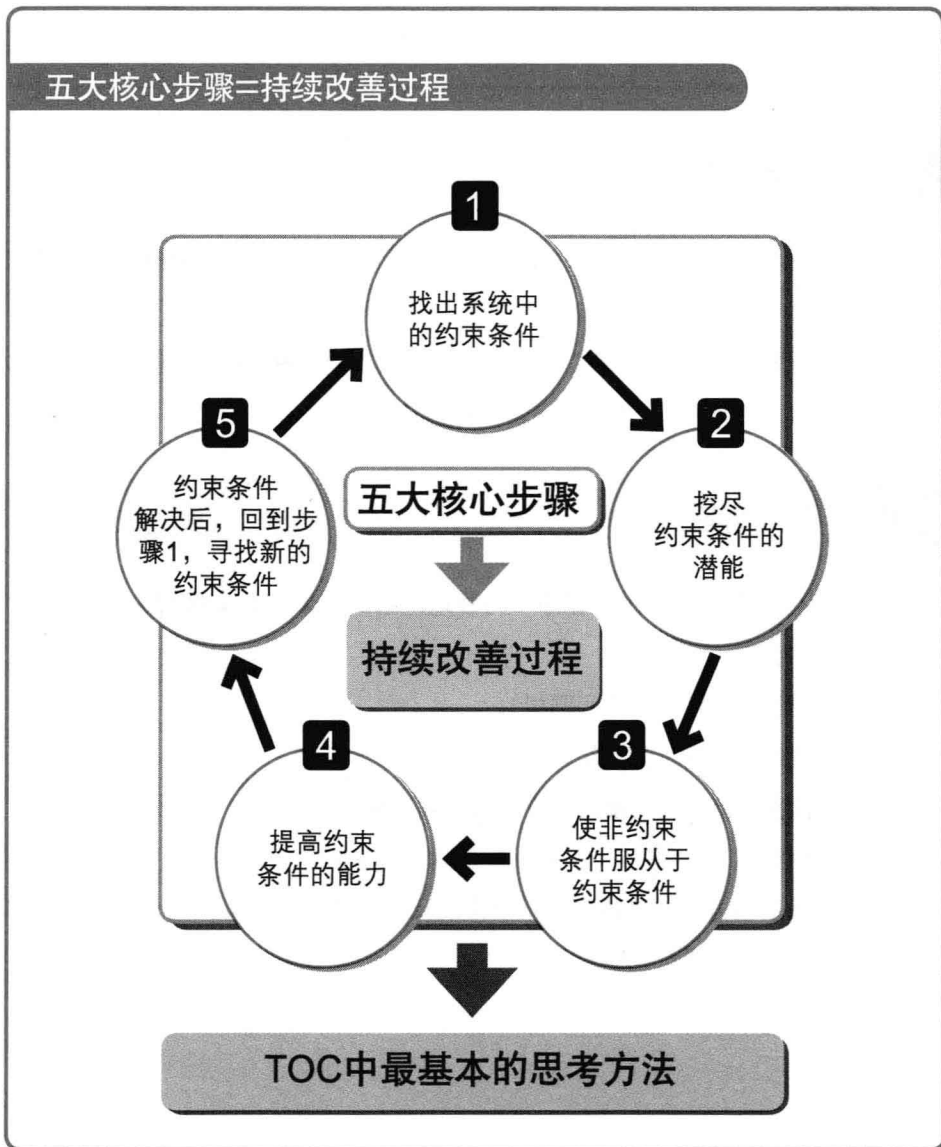 五大核心步骤=持续改善过程
1
找出系统中
的约束条件
2
挖尽
约束条件的
潜能
3
使非约束
条件服从于
约束条件
4
提高约束
条件的能力
5
约束条件
解决后，回到步
骤1，寻找新的
约束条件
五大核心步骤
持续改善过程
TOC中最基本的思考方法